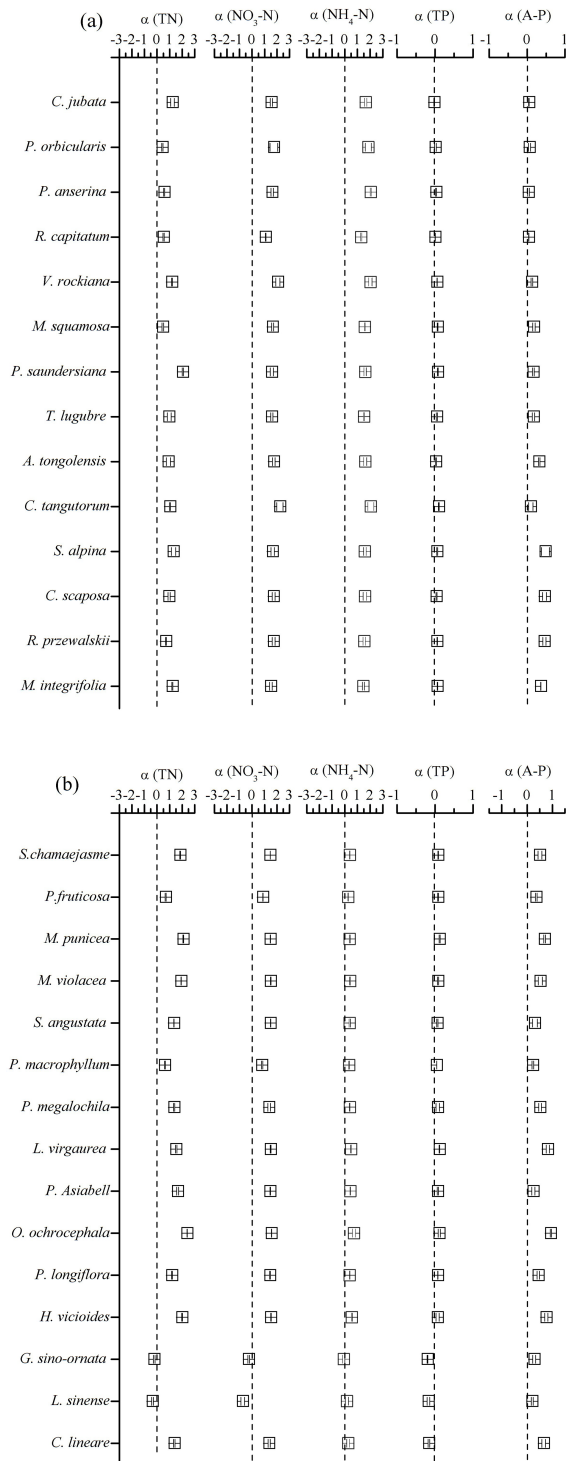 (a) α (TN) α (NO3-N) α (NH4-N) α (TP) α (A-P)
-3-2-1 0 1 2 3 -3-2-1 0 1 2 3 -3-2-1 0 1 2 3 -1 0 1 -1 0 1
C. jubata
P. orbicularis
P. anserina
R. capitatum
V. rockiana
M. squamosa
P. saundersiana
T. lugubre
A. tongolensis
C. tangutorum
S. alpina
C. scaposa
R. przewalskii
M. integrifolia
(b) α (TN) α (NO3-N) α (NH4-N) α (TP) α (A-P)
-3-2-1 0 1 2 3 -3-2-1 0 1 2 3 -3-2-1 0 1 2 3 -1 0 1 -1 0 1
S.chamaejasme
P.fruticosa
M. punicea
M. violacea
S. angustata
P. macrophyllum
P. megalochila
L. virgaurea
P. Asiabell
O. ochrocephala
P. longiflora
H. vicioides
G. sino-ornata
L. sinense
C. lineare